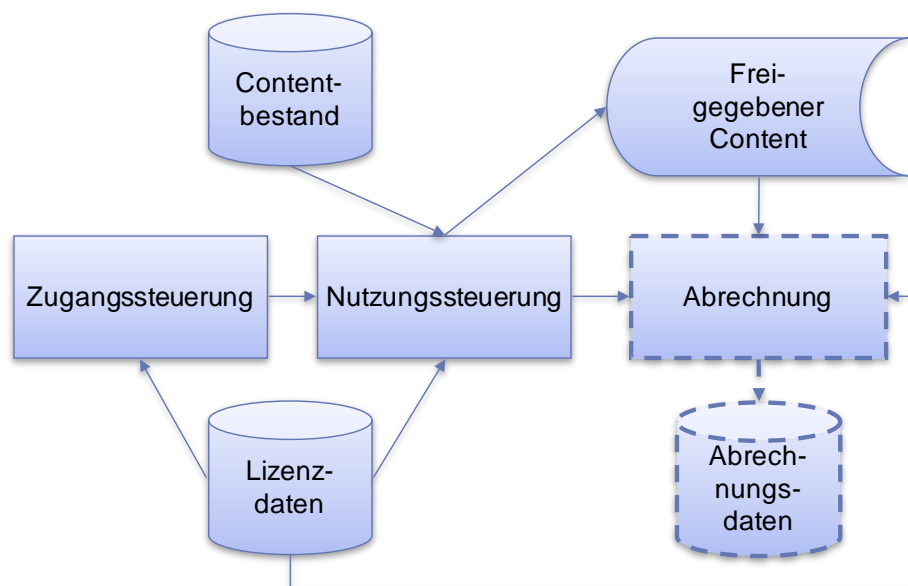 Content-
bestand
Frei-
gegebener
Content
Zugangssteuerung
Nutzungssteuerung
Abrechnung
Lizenz-
daten
Abrech-
nungs-
daten